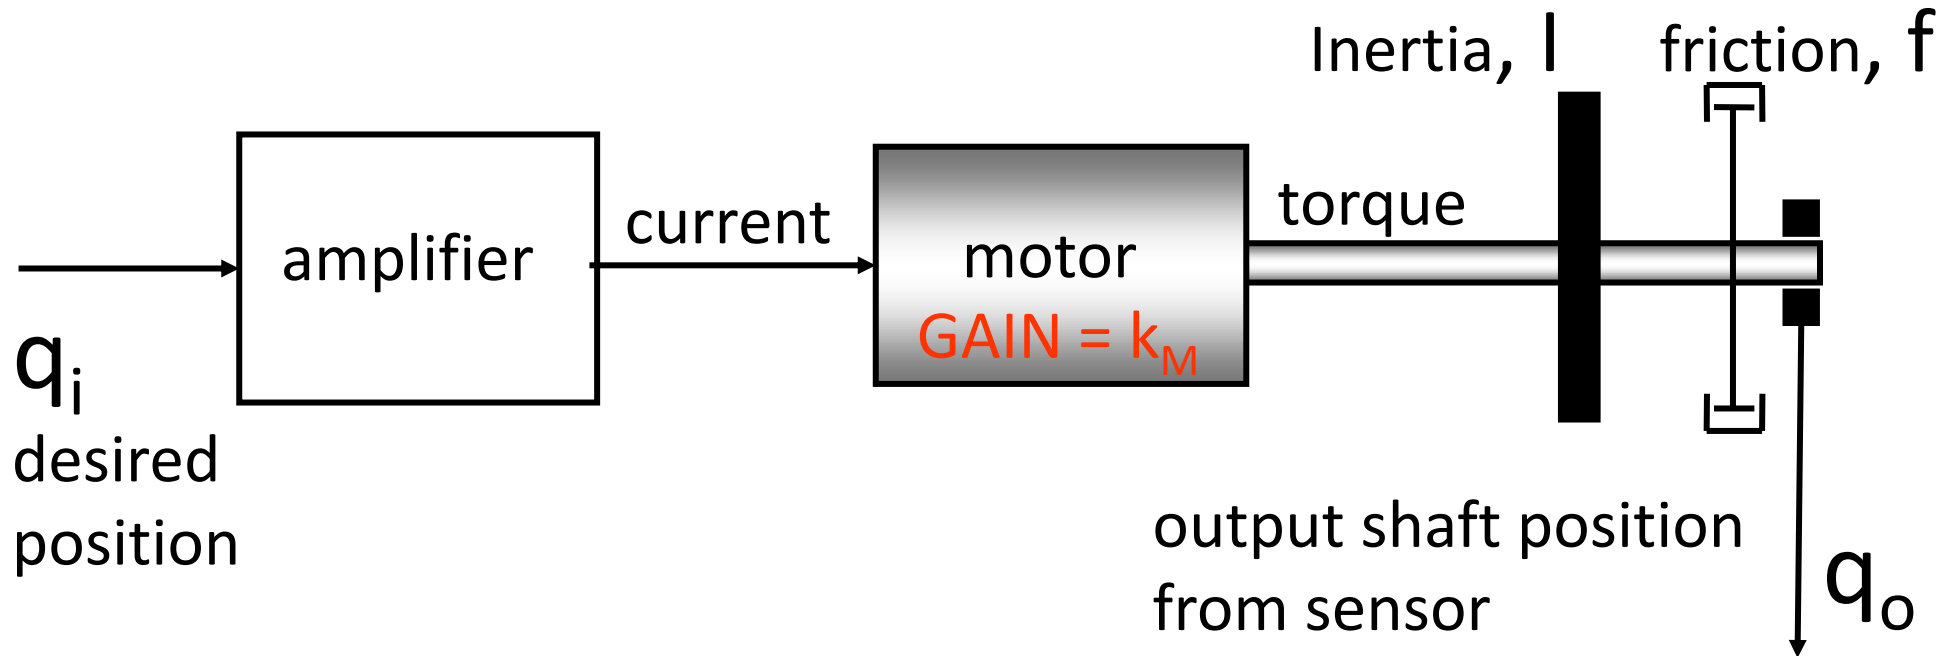 Inertia, I
friction, f
amplifier
current
motor
GAIN = kM
torque
qi
desired
position
output shaft position
from sensor
qo